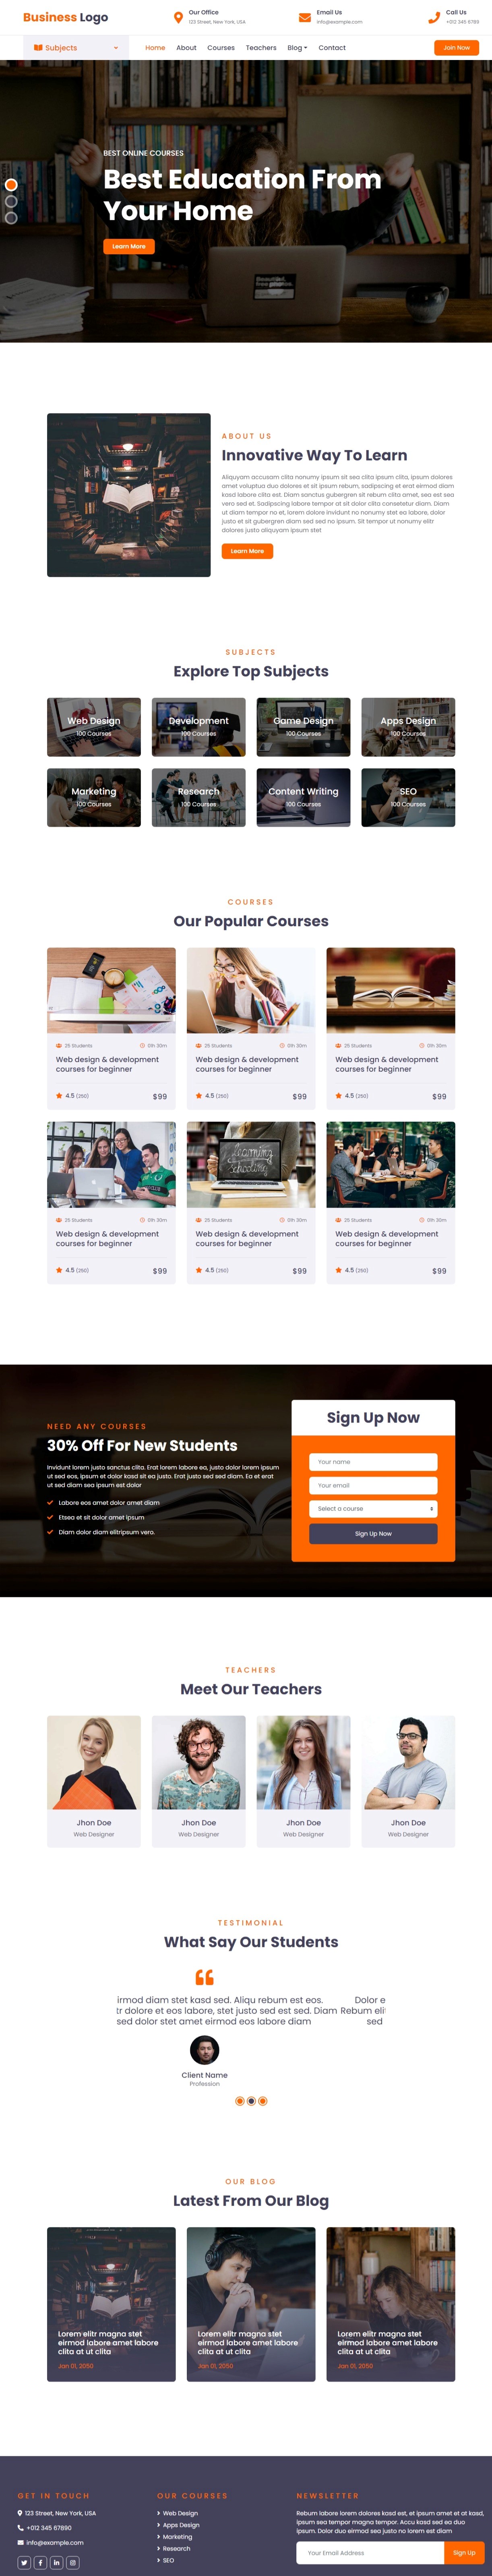 Business Logo
Our Office
123 Street, New York, USA
Email Us
info@example.com
Call Us
+012 345 6789
Subjects
Home About Courses Teachers Blog Contact
Join Now
BEST ONLINE COURSES
Best Education From
Your Home
Learn More
ABOUT US
Innovative Way To Learn
Aliquyam accusam clita nonumy ipsum sit sea clita ipsum clita, ipsum dolores
amet voluptua duo dolores et sit ipsum rebum, sadipscing et erat eirmod diam
kasd labore clita est. Diam sanctus gubergren sit rebum clita amet, sea est sea
vero sed et. Sadipscing labore tempor at sit dolor clita consetetur diam. Diam
ut diam tempor no et, lorem dolore invidunt no nonumy stet ea labore, dolor
justo et sit gubergren diam sed sed no ipsum. Sit tempor ut nonumy elitr
dolores justo aliquyam ipsum stet
Learn More
SUBJECTS
Explore Top Subjects
Web Design
100 Courses
Development
100 Courses
Game Design
100 Courses
Apps Design
100 Courses
Marketing
100 Courses
Research
100 Courses
Content Writing
100 Courses
SEO
100 Courses
COURSES
Our Popular Courses
25 Students 01h 30m
Web design & development
courses for beginner
4.5 (250) $99
25 Students 01h 30m
Web design & development
courses for beginner
4.5 (250) $99
25 Students 01h 30m
Web design & development
courses for beginner
4.5 (250) $99
25 Students 01h 30m
Web design & development
courses for beginner
4.5 (250) $99
learning
schooling
25 Students 01h 30m
Web design & development
courses for beginner
4.5 (250) $99
25 Students 01h 30m
Web design & development
courses for beginner
4.5 (250) $99
NEED ANY COURSES
30% Off For New Students
Invidunt lorem justo sanctus clita. Erat lorem labore ea, justo dolor lorem ipsum
ut sed eos, ipsum et dolor kasd sit ea justo. Erat justo sed sed diam. Ea et erat
ut sed diam sea ipsum est dolor
Labore eos amet dolor amet diam
Etsea et sit dolor amet ipsum
Diam dolor diam elitripsum vero.
Sign Up Now
Your name
Your email
Select a course
Sign Up Now
TEACHERS
Meet Our Teachers
Jhon Doe
Web Designer
Jhon Doe
Web Designer
Jhon Doe
Web Designer
Jhon Doe
Web Designer
TESTIMONIAL
What Say Our Students
irmod diam stet kasd sed. Aliqu rebum est eos. Dolor e
tr dolore et eos labore, stet justo sed est sed. Diam Rebum eli
sed dolor stet amet eirmod eos labore diam sed
Client Name
Profession
OUR BLOG
Latest From Our Blog
Lorem elitr magna stet
eirmod labore amet labore
clita at ut clita
Jan 01, 2050
Lorem elitr magna stet
eirmod labore amet labore
clita at ut clita
Jan 01, 2050
Lorem elitr magna stet
eirmod labore amet labore
clita at ut clita
Jan 01, 2050
GET IN TOUCH
123 Street, New York, USA
+012 345 67890
info@example.com
OUR COURSES
Web Design
Apps Design
Marketing
Research
SEO
NEWSLETTER
Rebum labore lorem dolores kasd est, et ipsum amet et at kasd,
ipsum sea tempor magna tempor. Accu kasd sed ea duo
ipsum. Dolor duo eirmod sea justo no lorem est diam
Your Email Address
Sign Up